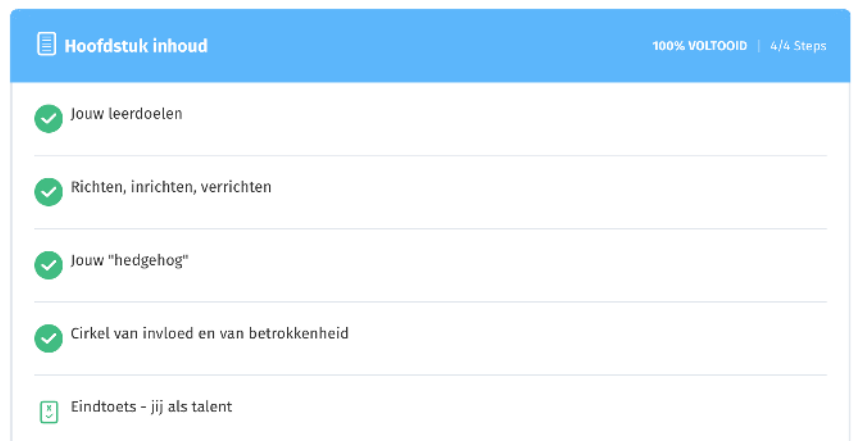 Hoofdstuk inhoud
100% VOLTOOID | 4/4 Steps
Jouw leerdoelen
Richten, inrichten, verrichten
Jouw "hedgehog"
Cirkel van invloed en van betrokkenheid
Eindtoets - jij als talent